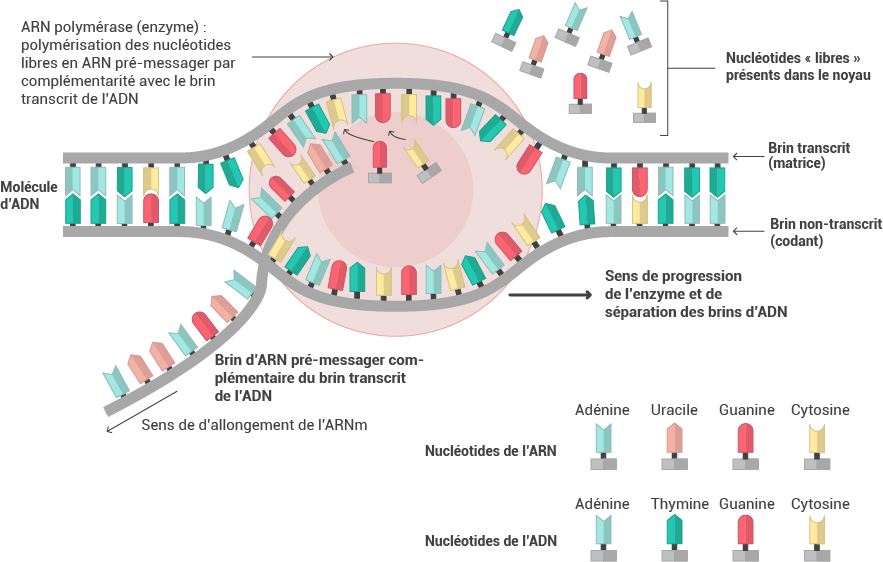 ARN polymérase (enzyme) :
polymérisation des nucléotides
libres en ARN pré-messager par
complémentarité avec le brin
transcrit de l'ADN
Nucléotides « libres »
présents dans le noyau
Brin transcrit
(matrice)
Molécule
d'ADN
Brin non-transcrit
(codant)
Sens de progression
de l'enzyme et de
séparation des brins d'ADN
Brin d'ARN pré-messager com-
plémentaire du brin transcrit
de l'ADN
Sens de d'allongement de l'ARNm
Adénine Uracile Guanine Cytosine
Nucléotides de l'ARN
Adénine Thymine Guanine Cytosine
Nucléotides de l'ADN